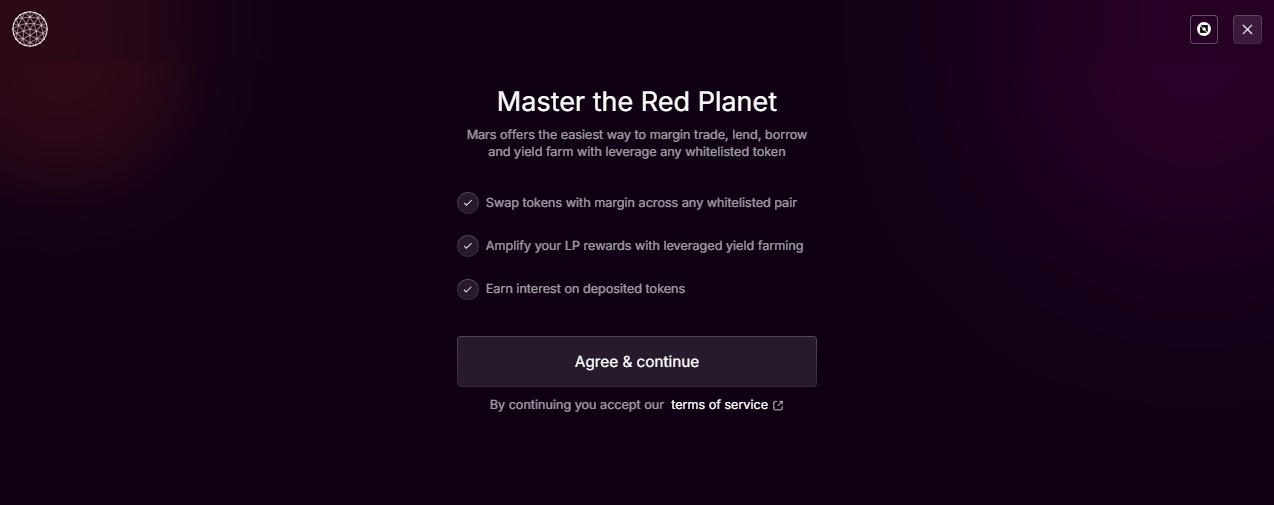 Master the Red Planet
Mars offers the easiest way to margin trade, lend, borrow
and yield farm with leverage any whitelisted token
Swap tokens with margin across any whitelisted pair
Amplify your LP rewards with leveraged yield farming
Earn interest on deposited tokens
Agree & continue
By continuing you accept our terms of service